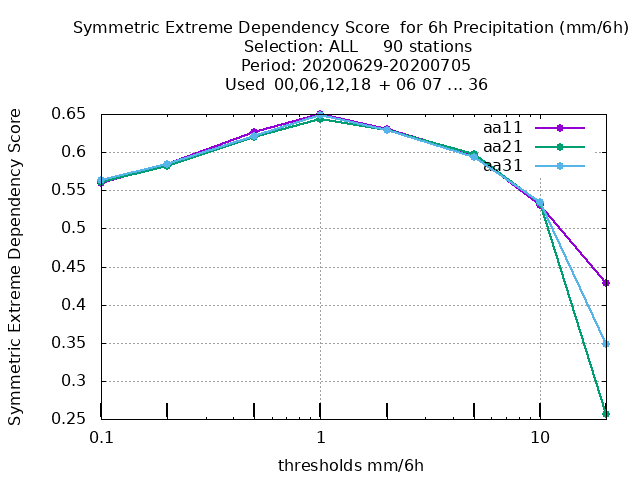 Symmetric Extreme Dependency Score  for 6h Precipitation (mm/6h)
Selection: ALL     90 stations
Period: 20200629-20200705
Used  00,06,12,18  + 06 07 ... 36
Symmetric Extreme Dependency Score
0.65
0.6
0.55
0.5
0.45
0.4
0.35
0.3
0.25
aa11
aa21
aa31
0.1
1
10
thresholds mm/6h